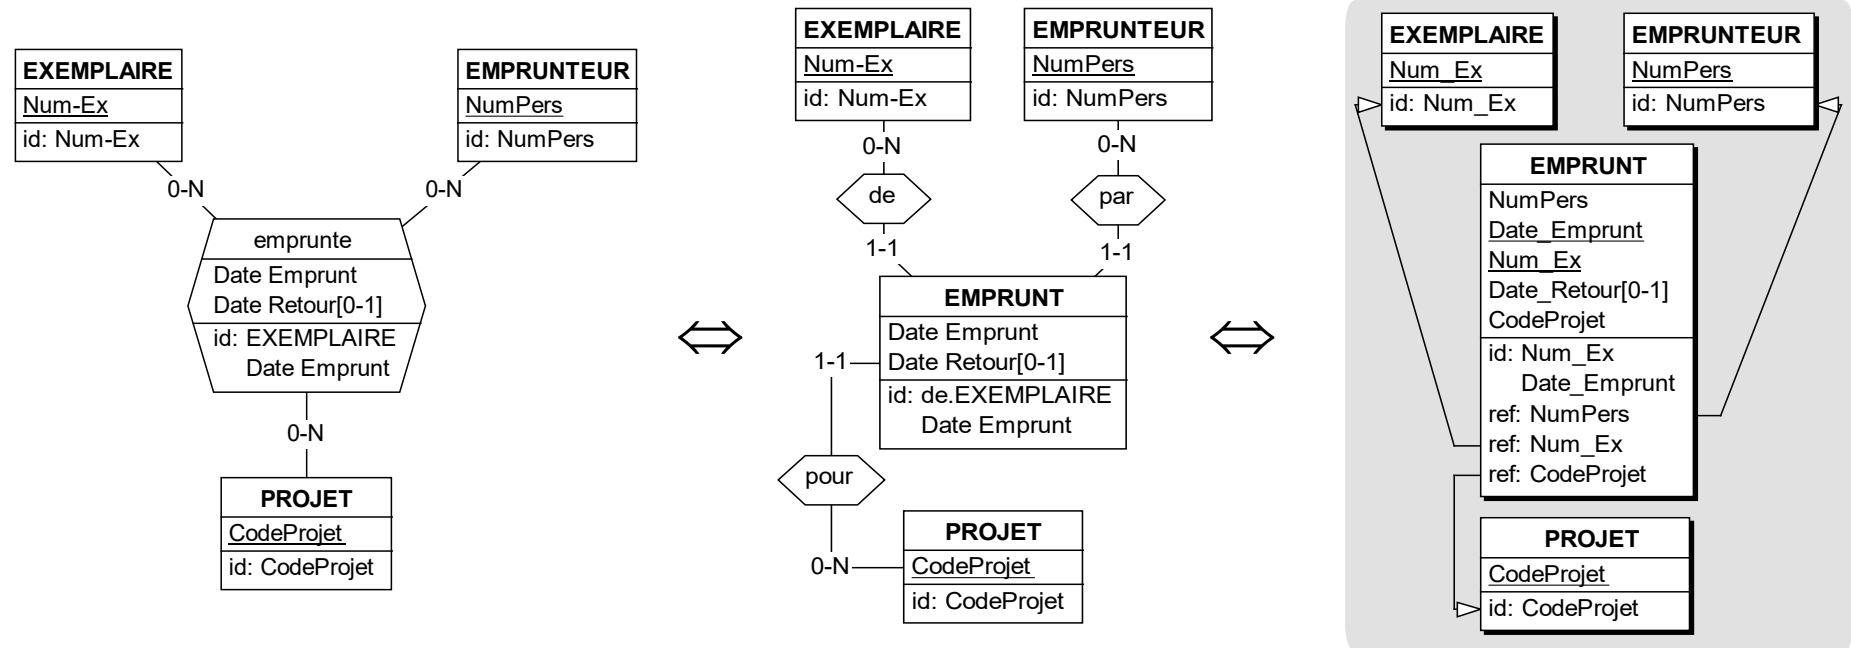 EXEMPLAIRE
Num-Ex
id: Num-Ex
EMPRUNTEUR
NumPers
id: NumPers
0-N
0-N
emprunte
Date Emprunt
Date Retour[0-1]
id: EXEMPLAIRE
Date Emprunt
0-N
PROJET
CodeProjet
id: CodeProjet
EXEMPLAIRE
Num-Ex
id: Num-Ex
EMPRUNTEUR
NumPers
id: NumPers
0-N
0-N
de
par
1-1
1-1
EMPRUNT
Date Emprunt
Date Retour[0-1]
id: de.EXEMPLAIRE
Date Emprunt
1-1
pour
0-N
PROJET
CodeProjet
id: CodeProjet
EXEMPLAIRE
Num_Ex
id: Num_Ex
EMPRUNTEUR
NumPers
id: NumPers
EMPRUNT
NumPers
Date_Emprunt
Num_Ex
Date_Retour[0-1]
CodeProjet
id: Num_Ex
Date_Emprunt
ref: NumPers
ref: Num_Ex
ref: CodeProjet
PROJET
CodeProjet
id: CodeProjet